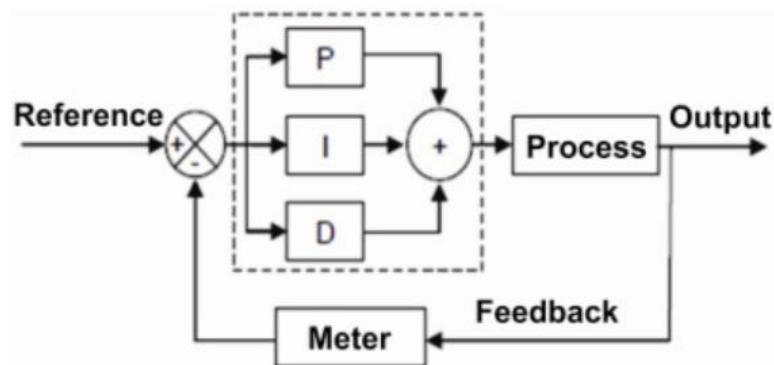 P
Reference
Output
+
I
+
Process
-
D
Feedback
Meter